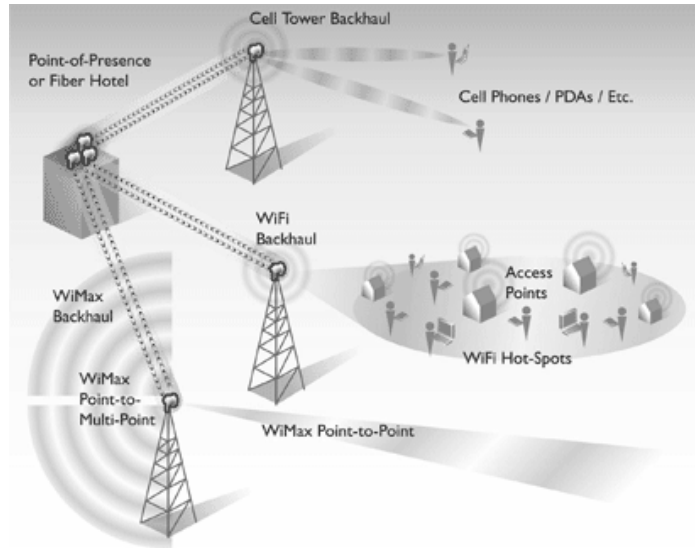 Cell Tower Backhaul
Point-of-Presence
or Fiber Hotel
Cell Phones / PDAs / Etc.
WiFi
Backhaul
Access
Points
WiMax
Backhaul
WiFi Hot-Spots
WiMax
Point-to-
Multi-Point
WiMax Point-to-Point